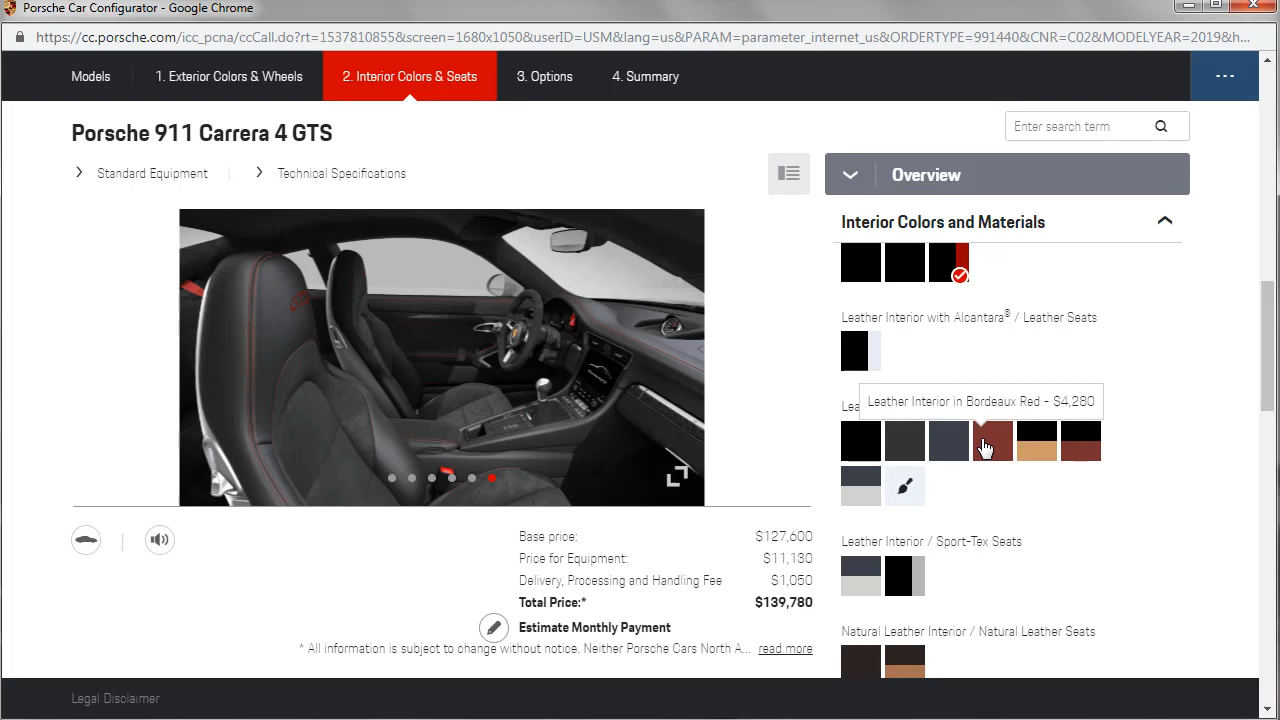 Porsche Car Configurator - Google Chrome
https://cc.porsche.com/icc_pcna/ccCall.do?rt=1537810855&screen=1680x1050&userID=USM&lang=us&PARAM=parameter_internet_us&ORDERTYPE=991440&CNR=C02&MODELYEAR=2019&h...
Models
1. Exterior Colors & Wheels
2. Interior Colors & Seats
3. Options
4. Summary
Porsche 911 Carrera 4 GTS
Enter search term
Standard Equipment
Technical Specifications
Overview
Interior Colors and Materials
Leather Interior with Alcantara® / Leather Seats
Leather Interior in Bordeaux Red - $4,280
Lea
Leather Interior / Sport-Tex Seats
Natural Leather Interior / Natural Leather Seats
Base price: $127,600
Price for Equipment: $11,130
Delivery, Processing and Handling Fee $1,050
Total Price:* $139,780
Estimate Monthly Payment
* All information is subject to change without notice. Neither Porsche Cars North A... read more
Legal Disclaimer